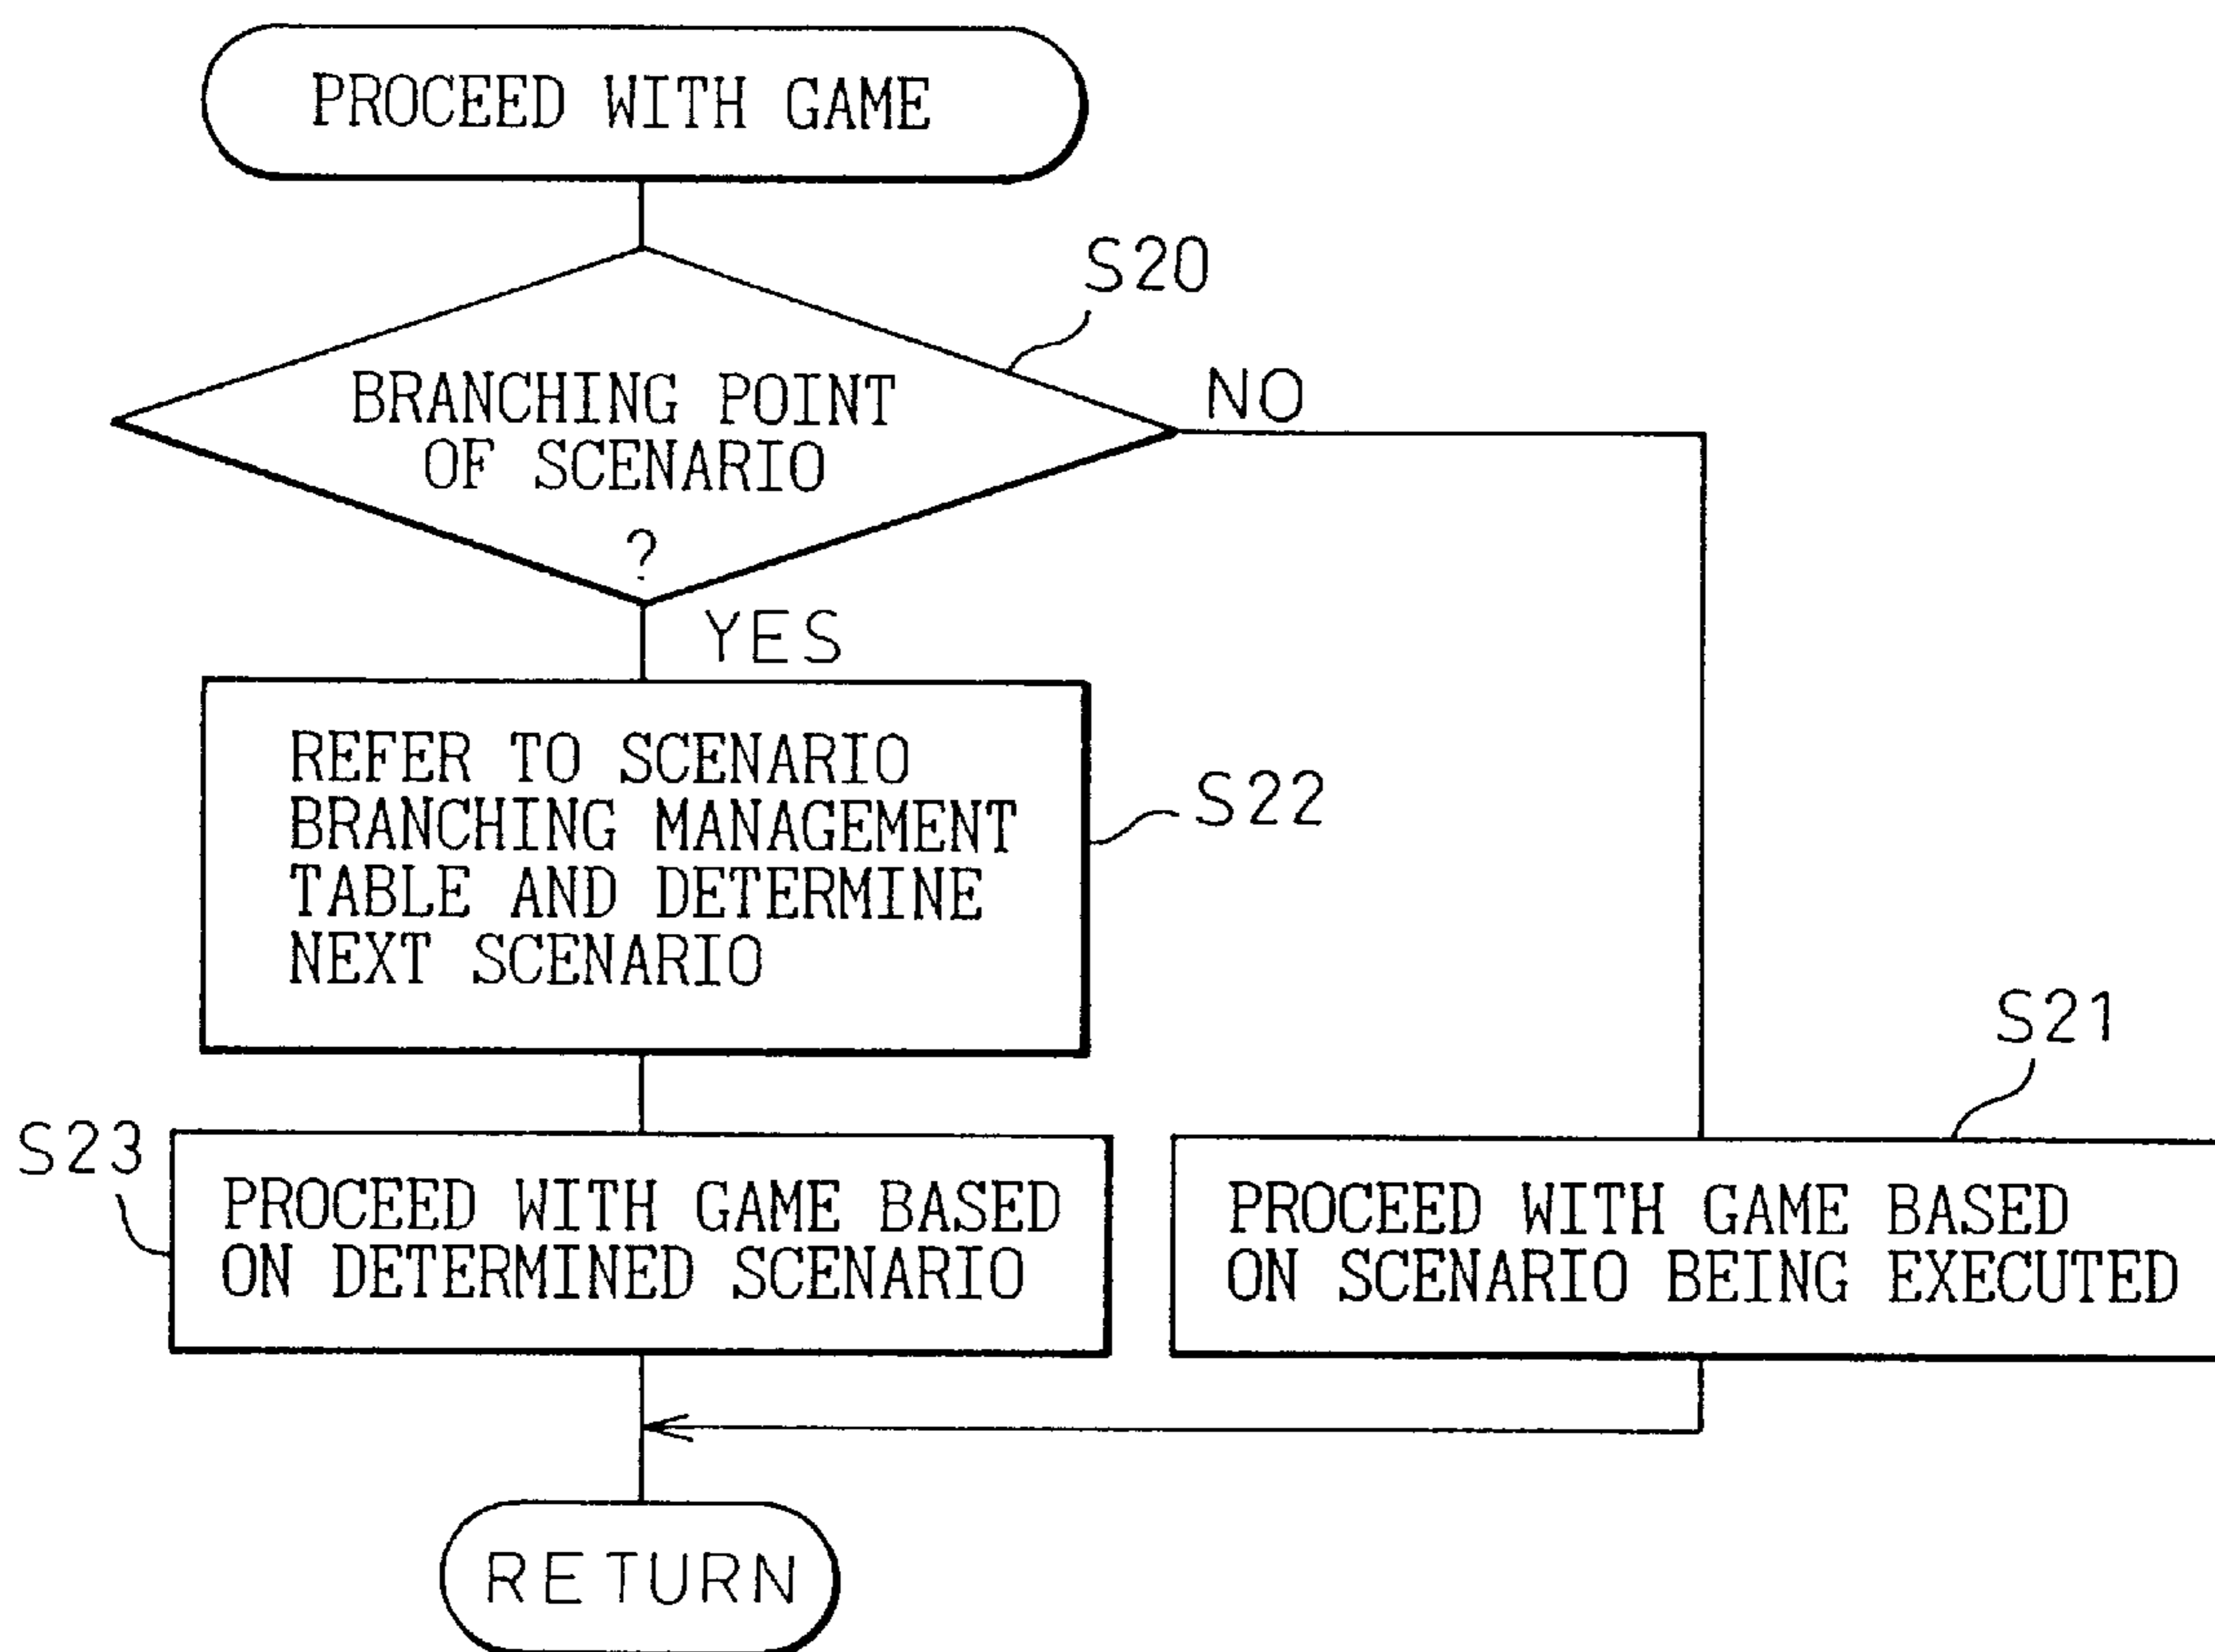 PROCEED WITH GAME
S20
BRANCHING POINT
OF SCENARIO
?
NO
YES
REFER TO SCENARIO
BRANCHING MANAGEMENT
TABLE AND DETERMINE
NEXT SCENARIO
S22
S23
PROCEED WITH GAME BASED
ON DETERMINED SCENARIO
S21
PROCEED WITH GAME BASED
ON SCENARIO BEING EXECUTED
RETURN